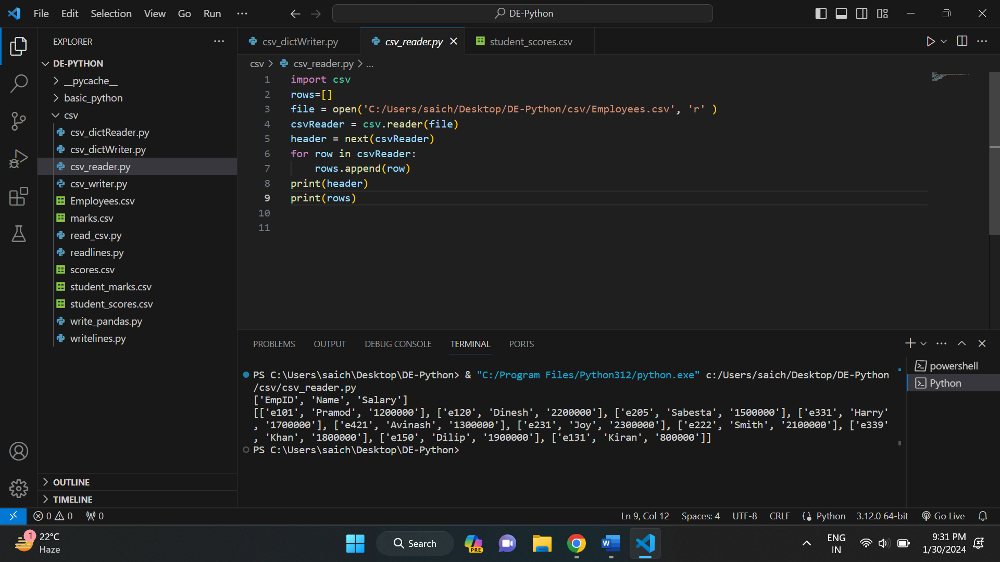 File Edit Selection View Go Run ... DE-Python
EXPLORER ...
DE-PYTHON
__pycache__
basic_python
csv
csv_dictReader.py
csv_dictWriter.py
csv_reader.py
csv_writer.py
Employees.csv
marks.csv
read_csv.py
readlines.py
scores.csv
student_marks.csv
student_scores.csv
write_pandas.py
writelines.py
OUTLINE
TIMELINE
csv_dictWriter.py csv_reader.py student_scores.csv
csv > csv_reader.py > ...
1 import csv
2 rows=[]
3 file = open('C:/Users/saich/Desktop/DE-Python/csv/Employees.csv', 'r' )
4 csvReader = csv.reader(file)
5 header = next(csvReader)
6 for row in csvReader:
7 rows.append(row)
8 print(header)
9 print(rows)
10
11
PROBLEMS OUTPUT DEBUG CONSOLE TERMINAL PORTS
PS C:\Users\saich\Desktop\DE-Python> & "C:/Program Files/Python312/python.exe" c:/Users/saich/Desktop/DE-Python
/csv/csv_reader.py
['EmpID', 'Name', 'Salary']
[['e101', 'Pramod', '1200000'], ['e120', 'Dinesh', '2200000'], ['e205', 'Sabesta', '1500000'], ['e331', 'Harry'
, '1700000'], ['e421', 'Avinash', '1300000'], ['e231', 'Joy', '2300000'], ['e222', 'Smith', '2100000'], ['e339'
, 'Khan', '1800000'], ['e150', 'Dilip', '1900000'], ['e131', 'Kiran', '800000']]
PS C:\Users\saich\Desktop\DE-Python>
powershell
Python
0 0 0 Ln 9, Col 12 Spaces: 4 UTF-8 CRLF Python 3.12.0 64-bit Go Live
1 22°C
Haze
Search
PRE
W
ENG
IN
9:31 PM
1/30/2024